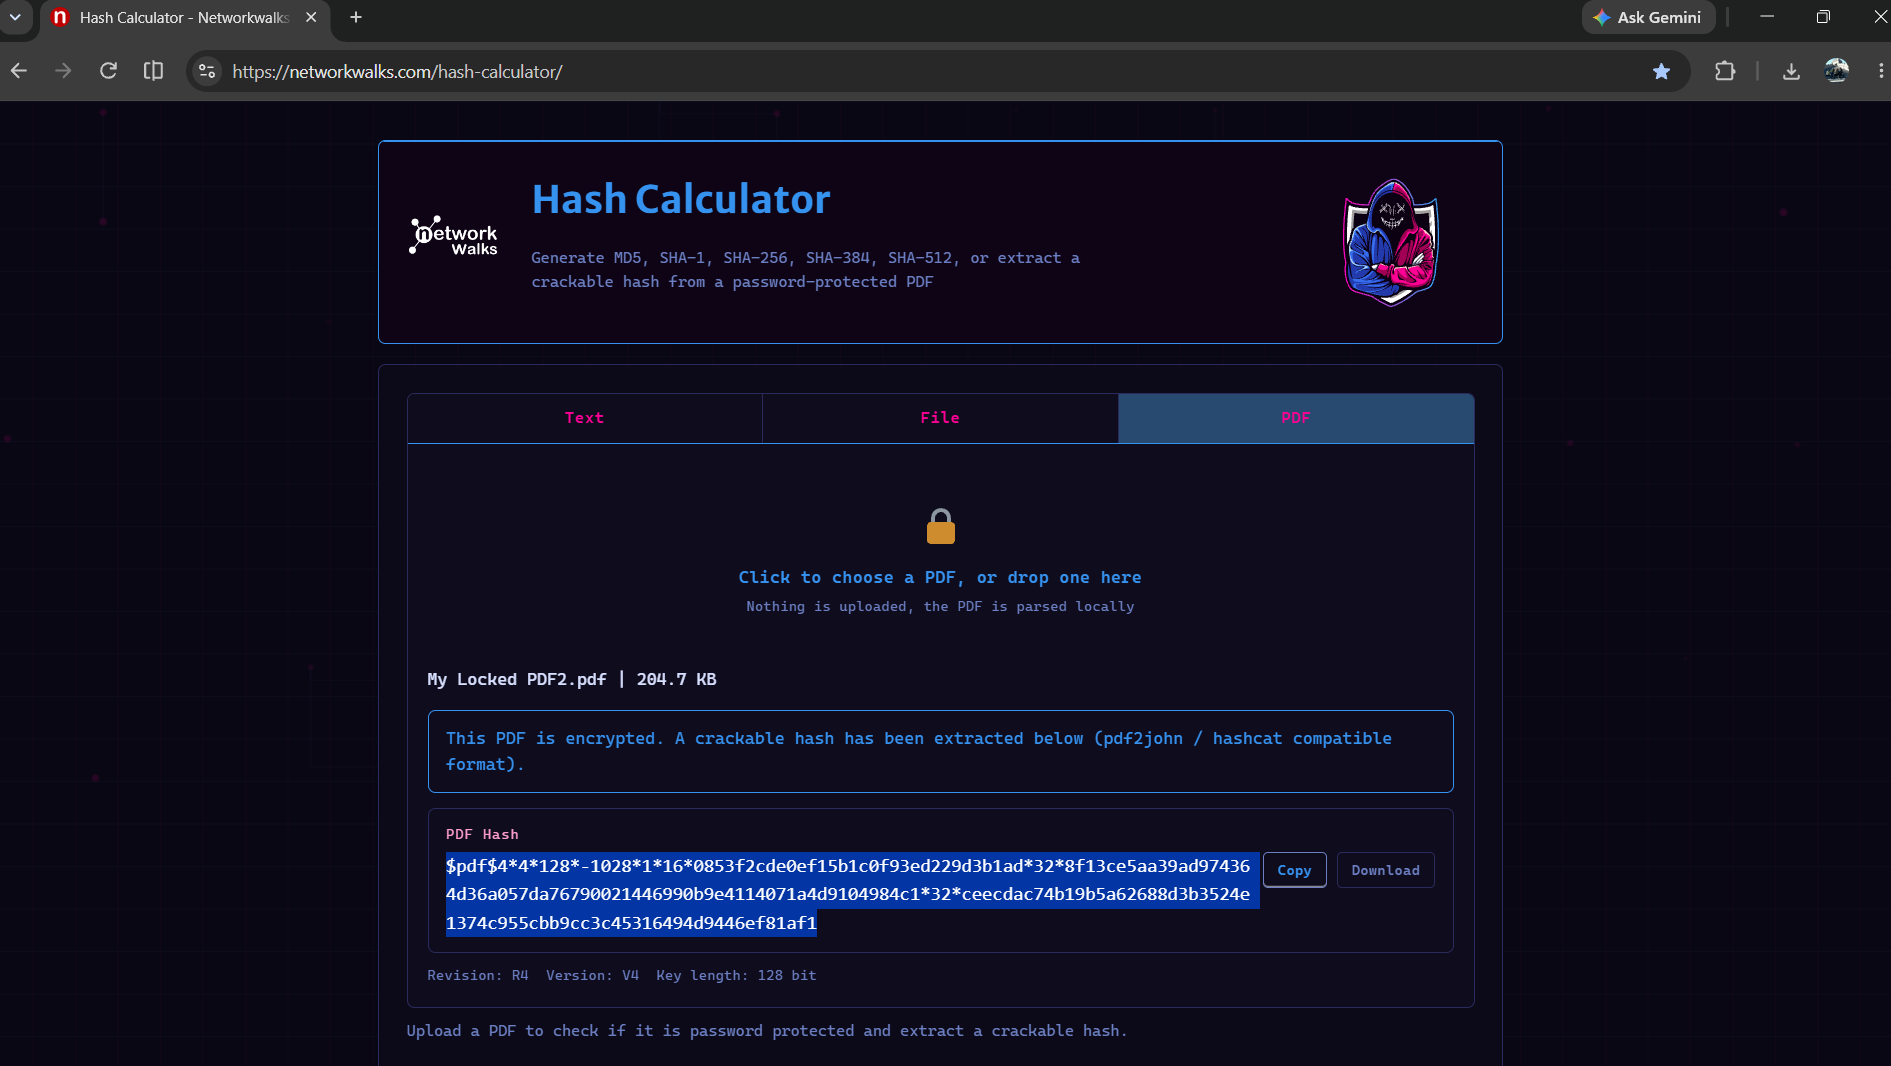 Hash Calculator - Networkwalks
Ask Gemini
https://networkwalks.com/hash-calculator/
network
Walks
Hash Calculator
Generate MD5, SHA-1, SHA-256, SHA-384, SHA-512, or extract a
crackable hash from a password-protected PDF
Text
File
PDF
Click to choose a PDF, or drop one here
Nothing is uploaded, the PDF is parsed locally
My Locked PDF2.pdf | 204.7 KB
This PDF is encrypted. A crackable hash has been extracted below (pdf2john / hashcat compatible
format).
PDF Hash
$pdf$4*4*128*-1028*1*16*0853f2cde0ef15b1c0f93ed229d3b1ad*32*8f13ce5aa39ad974364
4d36a057da76790021446990b9e4114071a4d9104984c1*32*ceecdac74b19b5a62688d3b3524e
1374c955cbb9cc3c45316494d9446ef81af1
Copy
Download
Revision: R4 Version: V4 Key length: 128 bit
Upload a PDF to check if it is password protected and extract a crackable hash.